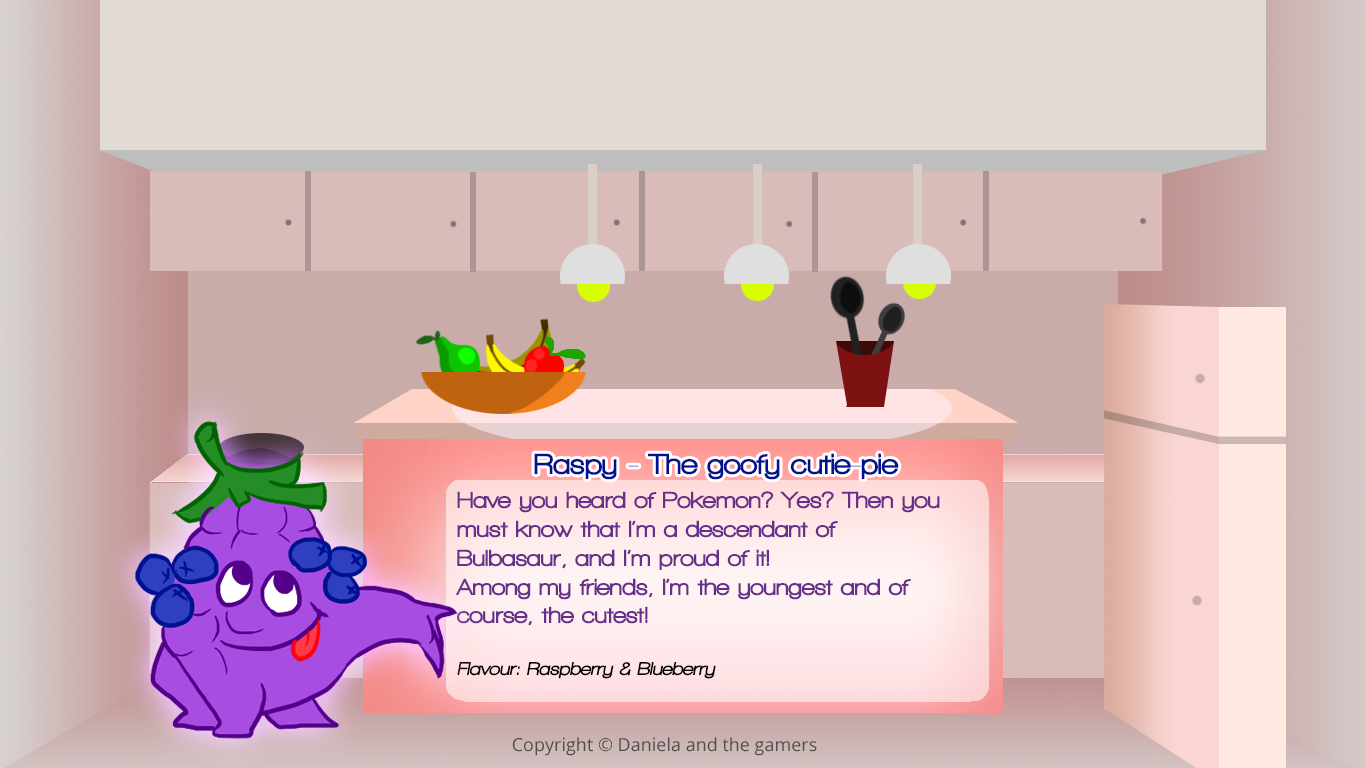 Raspy - The goofy cutie pie
Have you heard of Pokemon? Yes? Then you
must know that I'm a descendant of
Bulbasaur, and I'm proud of it!
Among my friends, I'm the youngest and of
course, the cutest!
Flavour: Raspberry & Blueberry
Copyright © Daniela and the gamers